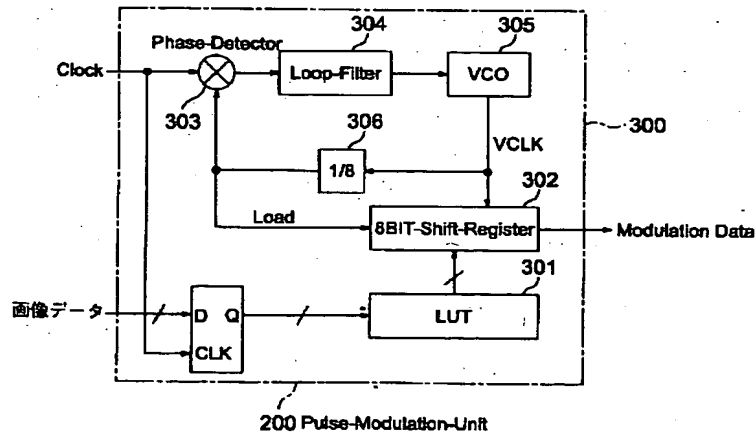 304
305
Phase-Detector
Clock
Loop-Filter
VCO
303
306
300
VCLK
1/8
302
Load
8BIT-Shift-Register
Modulation Data
301
画像データ
D Q
LUT
CLK
200 Pulse-Modulation-Unit